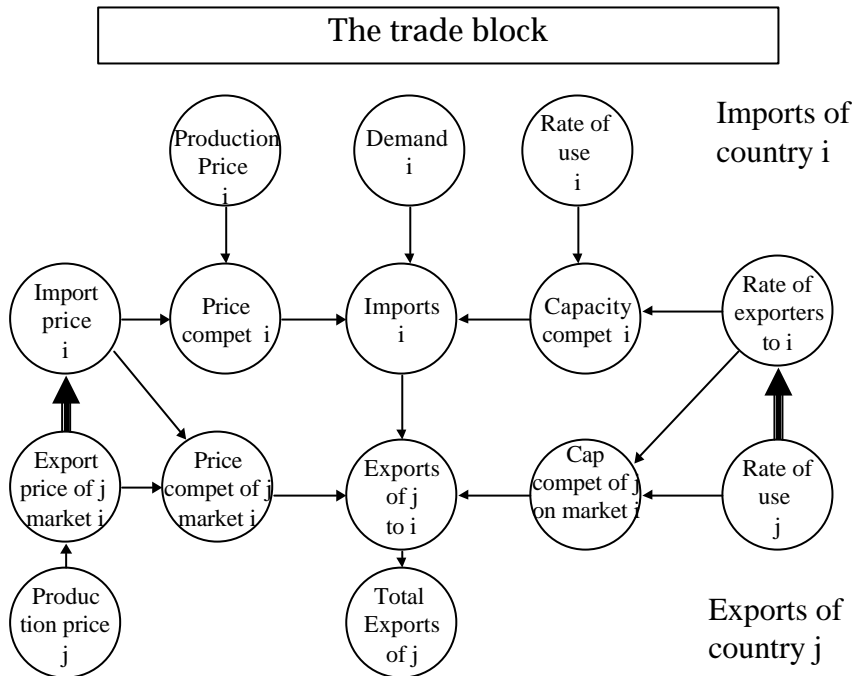 The trade block
Imports of
country i
Production
Price
i
Demand
i
Rate of
use
i
Import
price
i
Price
compet i
Imports
i
Capacity
compet i
Rate of
exporters
to i
Export
price of j
market i
Price
compet of j
market i
Exports
of j
to i
Cap
compet of j
on market i
Rate of
use
j
Produc
tion price
j
Total
Exports
of j
Exports of
country j